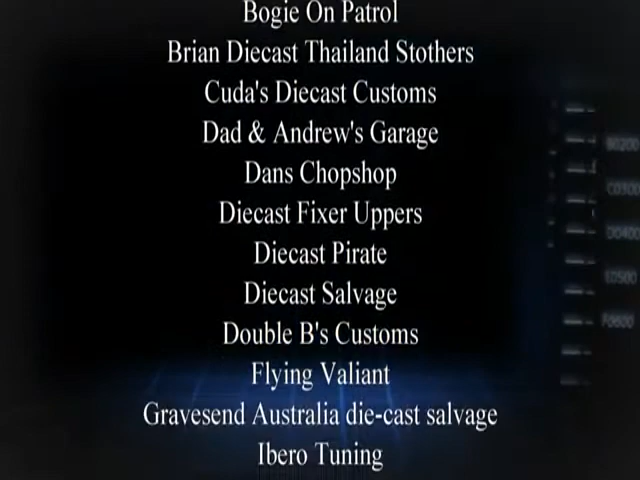 Bogie On Patrol
Brian Diecast Thailand Stothers
Cuda's Diecast Customs
Dad & Andrew's Garage
Dans Chopshop
Diecast Fixer Uppers
Diecast Pirate
Diecast Salvage
Double B's Customs
Flying Valiant
Gravesend Australia die-cast salvage
Ibero Tuning